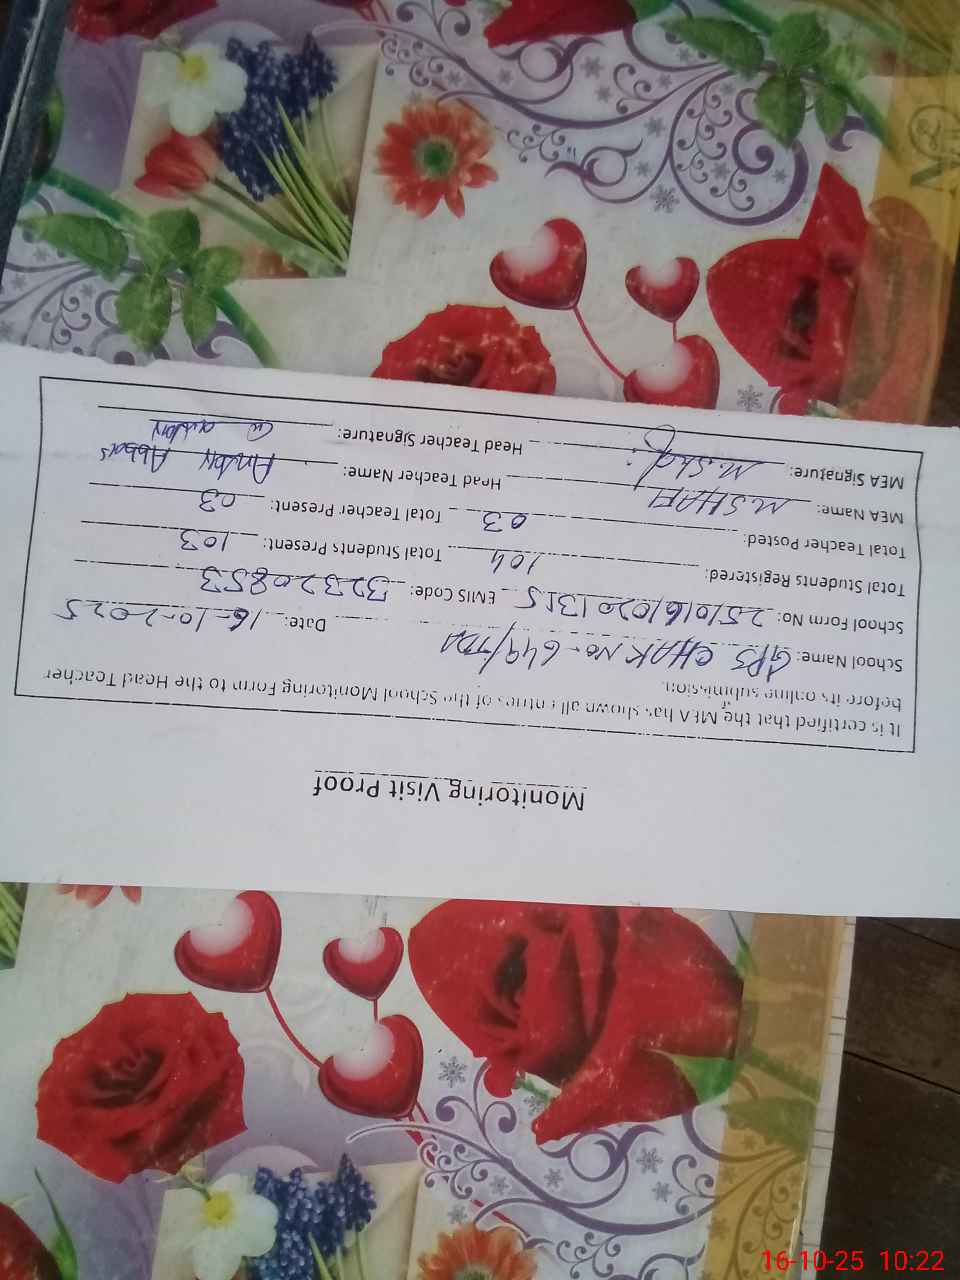 Monitoring Visit Proof
It is certified that the MEA has shown all entries of the School Monitoring Form to the Head Teacher
before its online submission.
School Name: GPS CHAK No-649/TDA Date: 16-10-2025
School Form No: 25101610201315 EMIS Code: 32320853
Total Students Registered: 104 Total Students Present: 103
Total Teacher Posted: 03 Total Teacher Present: 03
MEA Name: M.SHAFI Head Teacher Name: Abbas
MEA Signature: M.Shafi Head Teacher Signature:
16-10-25 10:22